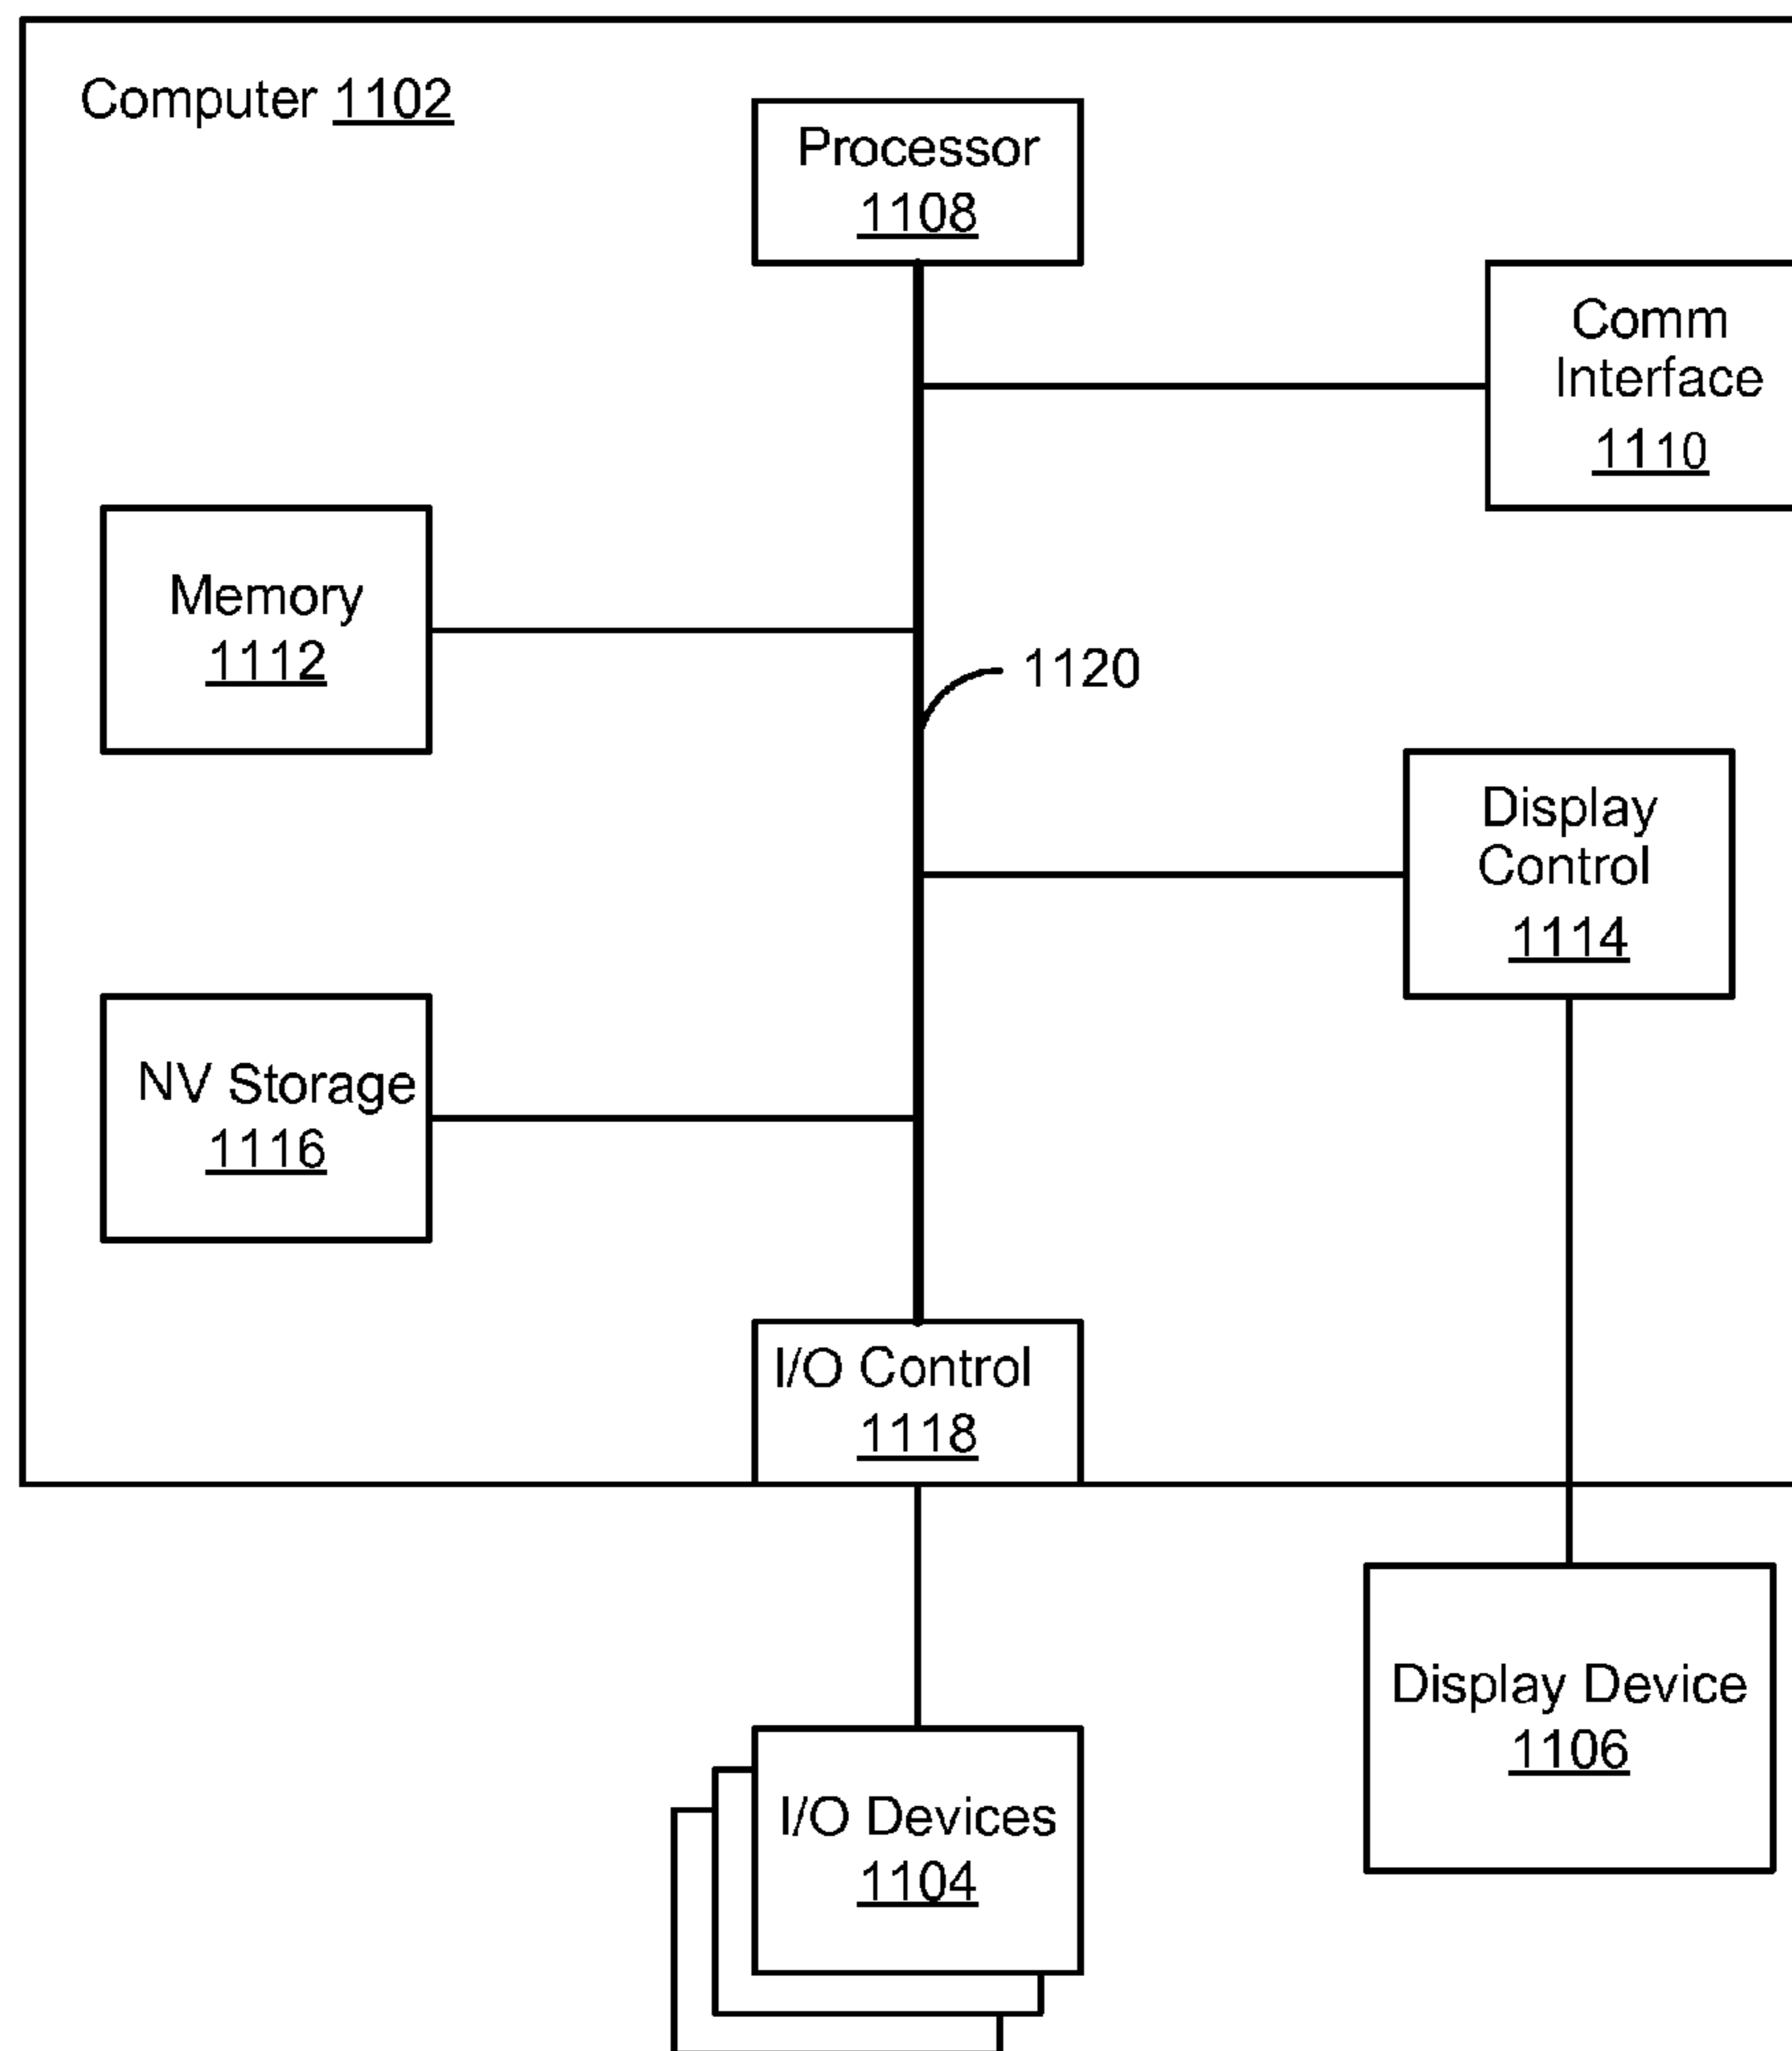 Computer 1102
Processor
1108
Comm
Interface
1110
Memory
1112
1120
Display
Control
1114
NV Storage
1116
I/O Control
1118
Display Device
1106
I/O Devices
1104